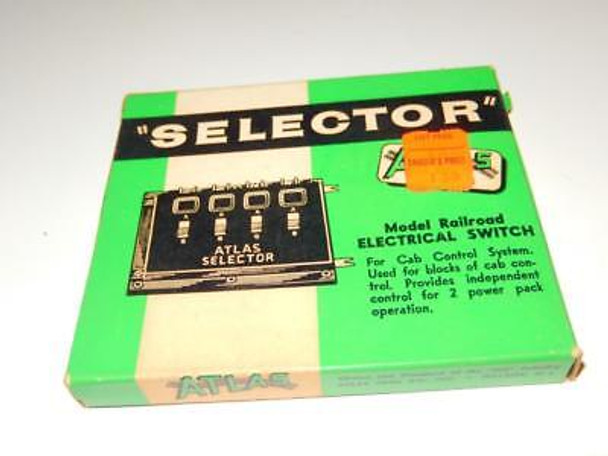 "SELECTOR"
ATLAS
Model Railroad
ELECTRICAL SWITCH
For Cab Control System.
Used for blocks of cab con-
trol. Provides independent
control for 2 power pack
operation.
ATLAS
SELECTOR
"ATLAS